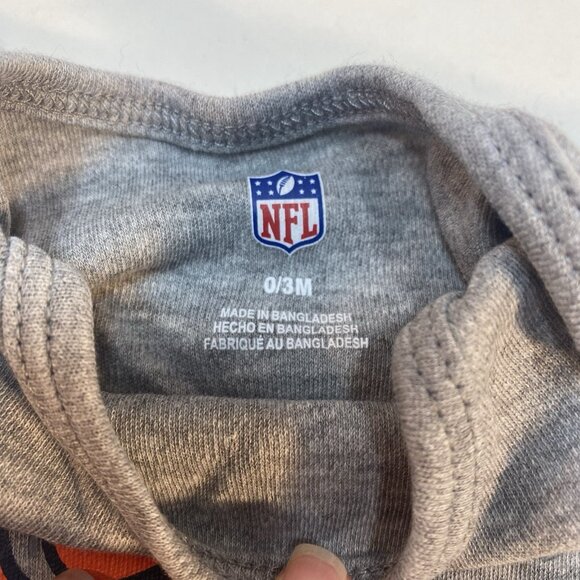 NFL
0/3M
MADE IN BANGLADESH
HECHO EN BANGLADESH
FABRIQUÉ AU BANGLADESH